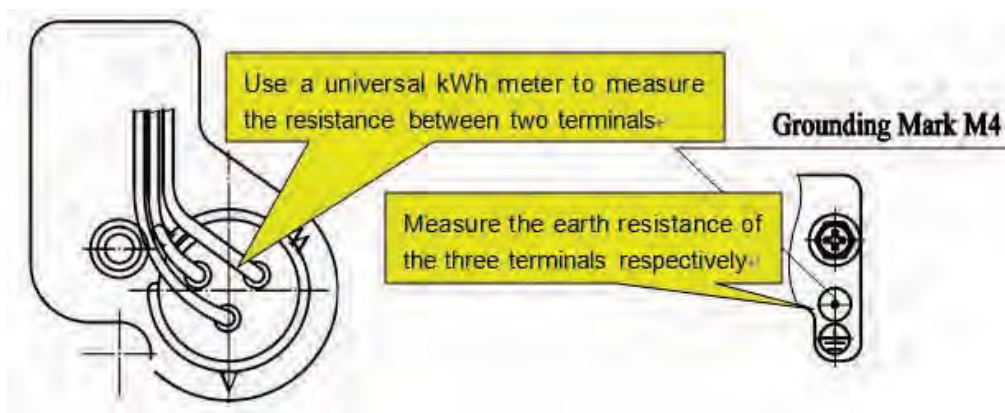 Use a universal kWh meter to measure
the resistance between two terminals
Grounding Mark M4
Measure the earth resistance of
the three terminals respectively
M